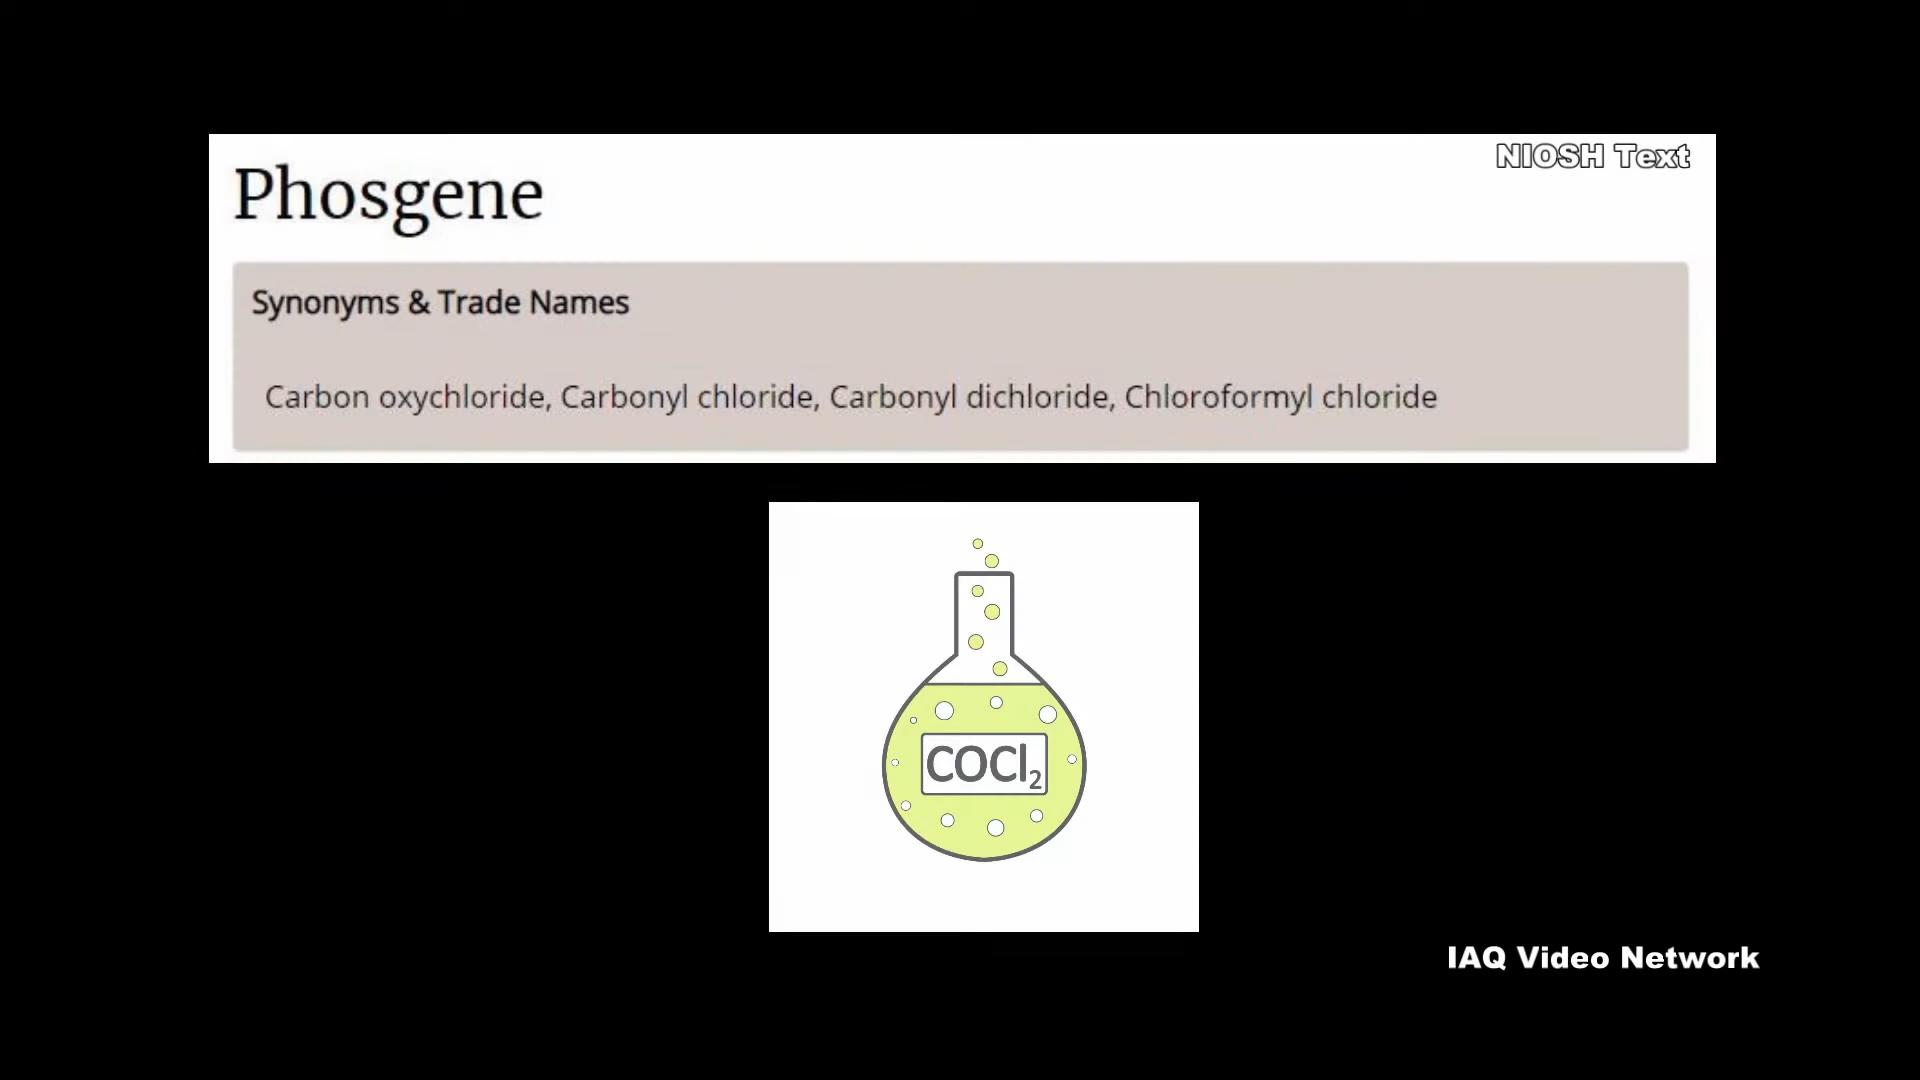 NIOSH Text
Phosgene
Synonyms & Trade Names
Carbon oxychloride, Carbonyl chloride, Carbonyl dichloride, Chloroformyl chloride
COCl₂
IAQ Video Network